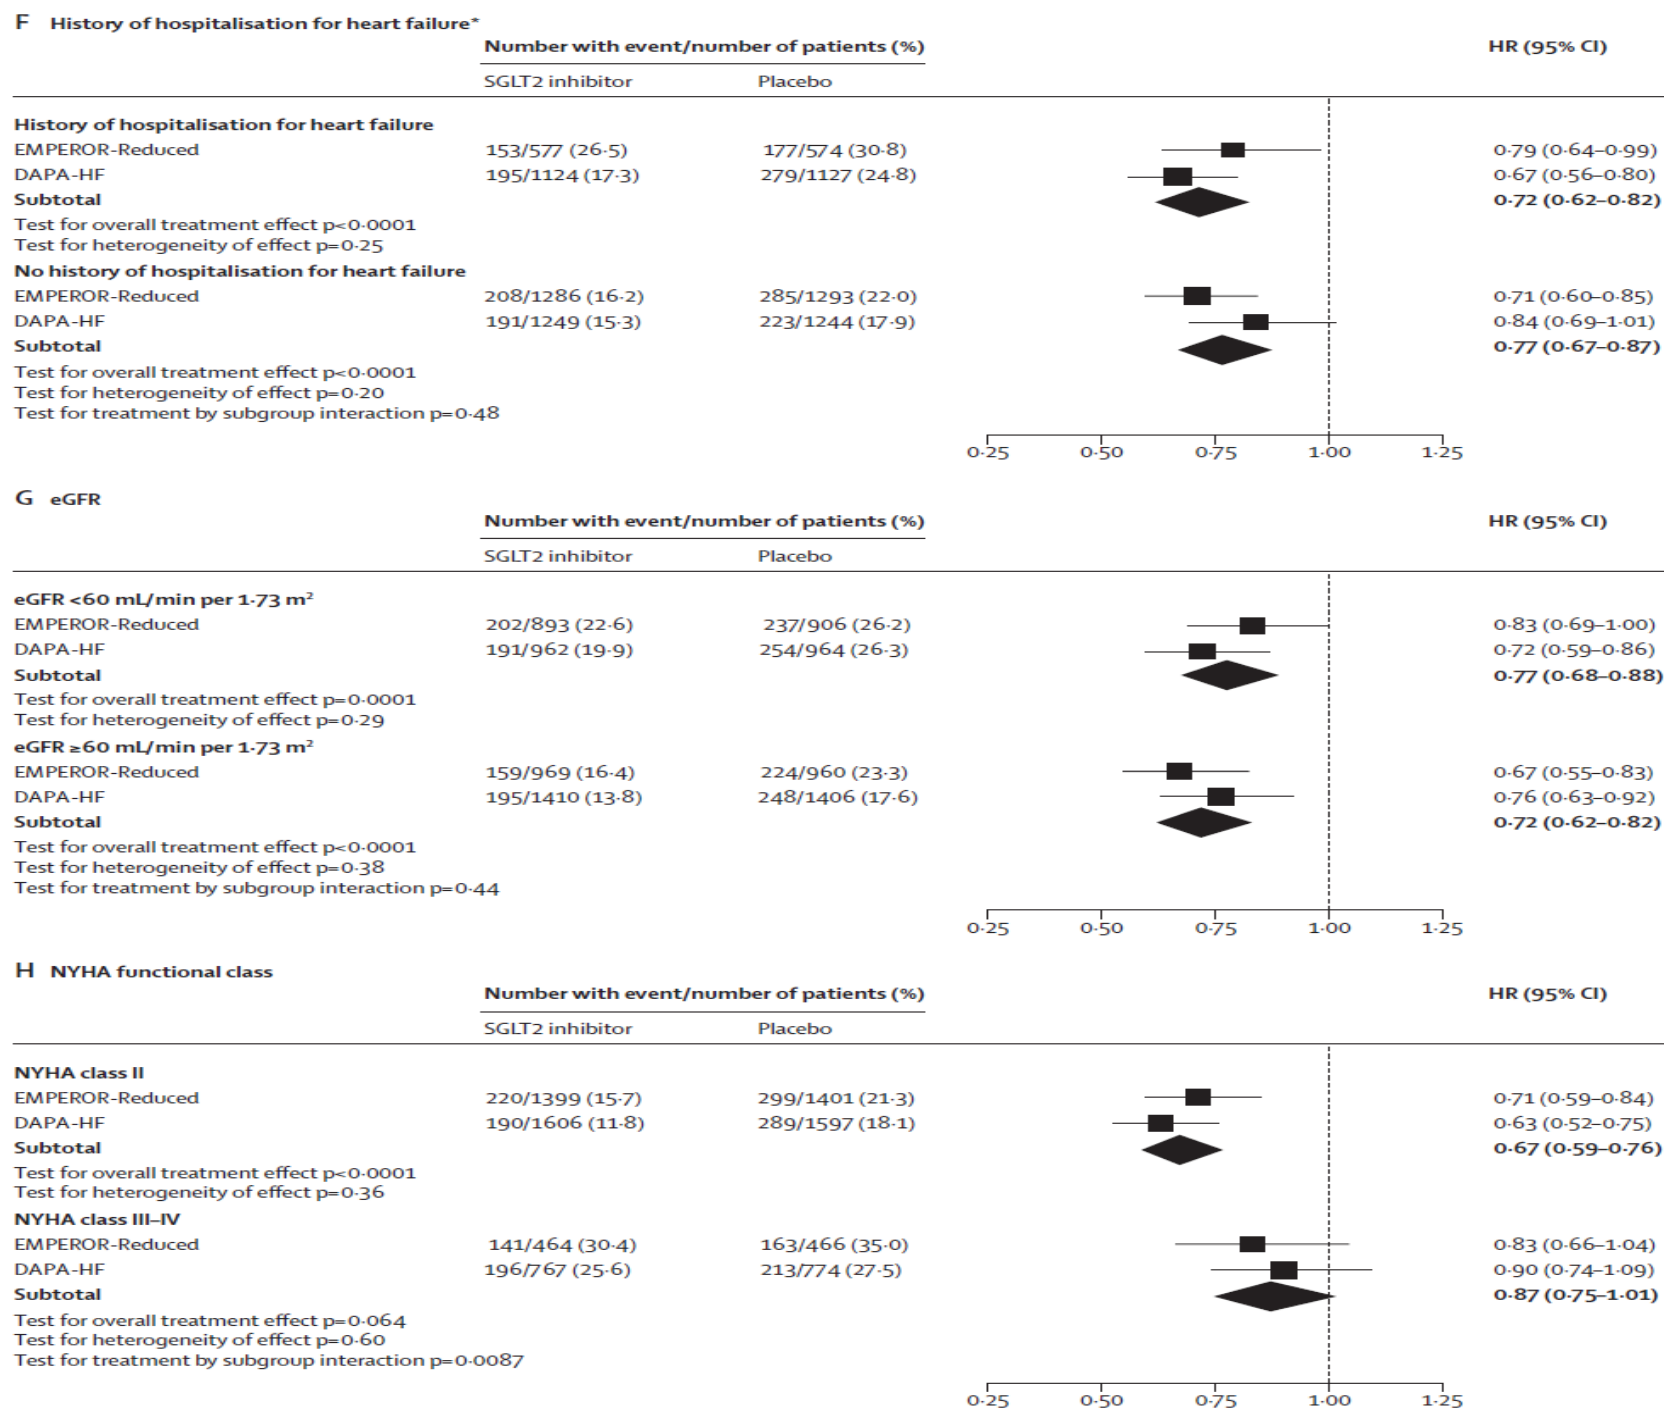 F History of hospitalisation for heart failure*
Number with event/number of patients (%) HR (95% CI)
SGLT2 inhibitor Placebo
History of hospitalisation for heart failure
EMPEROR-Reduced 153/577 (26·5) 177/574 (30·8) 0·79 (0·64–0·99)
DAPA-HF 195/1124 (17·3) 279/1127 (24·8) 0·67 (0·56–0·80)
Subtotal 0·72 (0·62–0·82)
Test for overall treatment effect p<0·0001
Test for heterogeneity of effect p=0·25
No history of hospitalisation for heart failure
EMPEROR-Reduced 208/1286 (16·2) 285/1293 (22·0) 0·71 (0·60–0·85)
DAPA-HF 191/1249 (15·3) 223/1244 (17·9) 0·84 (0·69–1·01)
Subtotal 0·77 (0·67–0·87)
Test for overall treatment effect p<0·0001
Test for heterogeneity of effect p=0·20
Test for treatment by subgroup interaction p=0·48
0·25 0·50 0·75 1·00 1·25
G eGFR
Number with event/number of patients (%) HR (95% CI)
SGLT2 inhibitor Placebo
eGFR <60 mL/min per 1·73 m²
EMPEROR-Reduced 202/893 (22·6) 237/906 (26·2) 0·83 (0·69–1·00)
DAPA-HF 191/962 (19·9) 254/964 (26·3) 0·72 (0·59–0·86)
Subtotal 0·77 (0·68–0·88)
Test for overall treatment effect p=0·0001
Test for heterogeneity of effect p=0·29
eGFR ≥60 mL/min per 1·73 m²
EMPEROR-Reduced 159/969 (16·4) 224/960 (23·3) 0·67 (0·55–0·83)
DAPA-HF 195/1410 (13·8) 248/1406 (17·6) 0·76 (0·63–0·92)
Subtotal 0·72 (0·62–0·82)
Test for overall treatment effect p<0·0001
Test for heterogeneity of effect p=0·38
Test for treatment by subgroup interaction p=0·44
0·25 0·50 0·75 1·00 1·25
H NYHA functional class
Number with event/number of patients (%) HR (95% CI)
SGLT2 inhibitor Placebo
NYHA class II
EMPEROR-Reduced 220/1399 (15·7) 299/1401 (21·3) 0·71 (0·59–0·84)
DAPA-HF 190/1606 (11·8) 289/1597 (18·1) 0·63 (0·52–0·75)
Subtotal 0·67 (0·59–0·76)
Test for overall treatment effect p<0·0001
Test for heterogeneity of effect p=0·36
NYHA class III–IV
EMPEROR-Reduced 141/464 (30·4) 163/466 (35·0) 0·83 (0·66–1·04)
DAPA-HF 196/767 (25·6) 213/774 (27·5) 0·90 (0·74–1·09)
Subtotal 0·87 (0·75–1·01)
Test for overall treatment effect p=0·064
Test for heterogeneity of effect p=0·60
Test for treatment by subgroup interaction p=0·0087
0·25 0·50 0·75 1·00 1·25